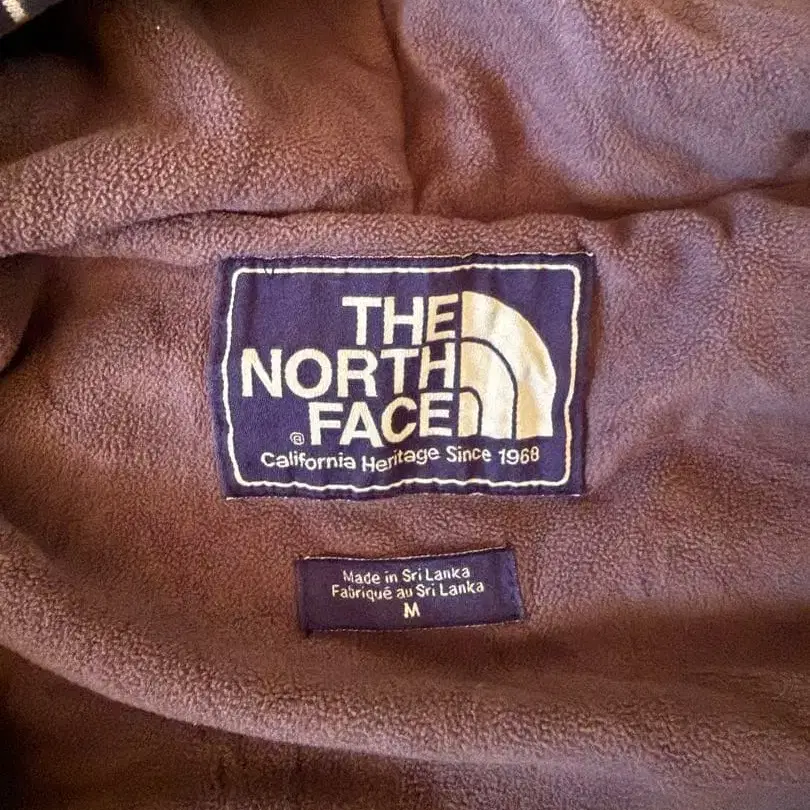 THE
NORTH
FACE
®
California Heritage Since 1968
Made in Sri Lanka
Fabriqué au Sri Lanka
M